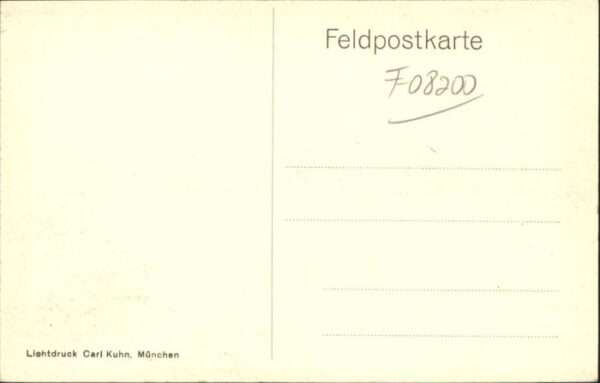 Feldpostkarte
F08200
Lichtdruck Carl Kuhn, München